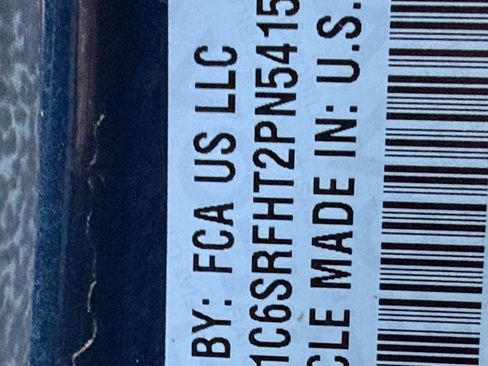 BY: FCA US LLC
1C6SRFHT2PN5415
CLE MADE IN: U.S.